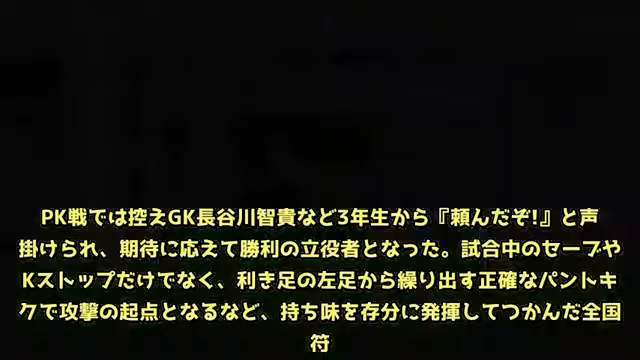 PK戦では控えGK長谷川智貴など3年生から『頼んだぞ!』と声
掛けられ、期待に応えて勝利の立役者となった。試合中のセーブや
Kストップだけでなく、利き足の左足から繰り出す正確なパントキ
クで攻撃の起点となるなど、持ち味を存分に発揮してつかんだ全国
符